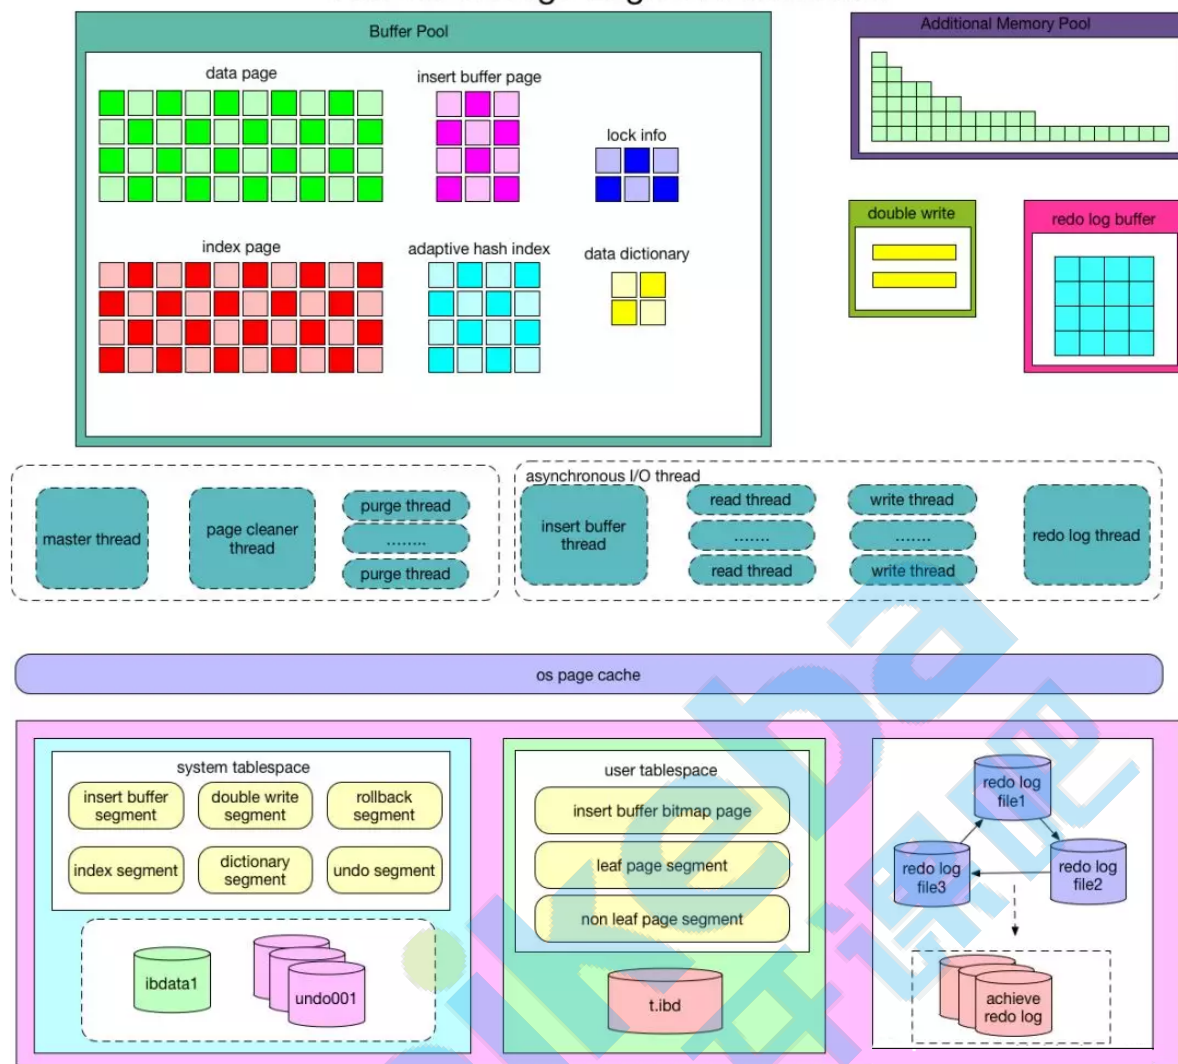 Buffer Pool
Additional Memory Pool
data page
insert buffer page
lock info
double write
redo log buffer
index page
adaptive hash index
data dictionary
asynchronous I/O thread
master thread
page cleaner
thread
purge thread
........
purge thread
insert buffer
thread
read thread
.......
read thread
write thread
.......
write thread
redo log thread
os page cache
system tablespace
insert buffer
segment
double write
segment
rollback
segment
index segment
dictionary
segment
undo segment
ibdata1
undo001
user tablespace
insert buffer bitmap page
leaf page segment
non leaf page segment
t.ibd
redo log
file1
redo log
file3
redo log
file2
achieve
redo log